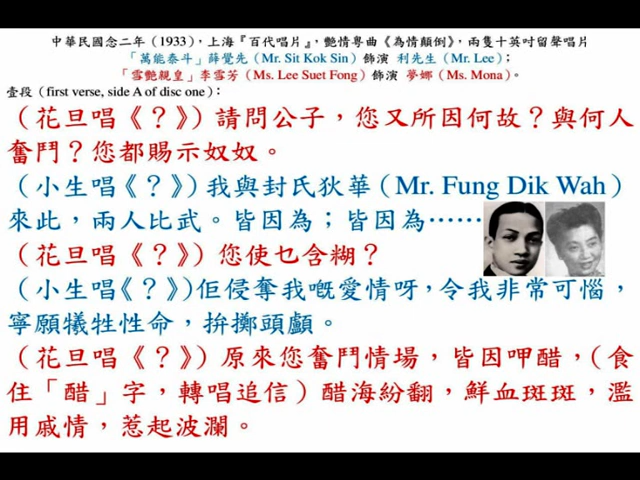 中華民國念二年（1933），上海『百代唱片』，艷情粵曲《為情顛倒》，兩隻十英吋留聲唱片
「萬能泰斗」薛覺先（Mr. Sit Kok Sin）飾演 利先生（Mr. Lee）；
「雪艷親皇」李雪芳（Ms. Lee Suet Fong）飾演 夢娜（Ms. Mona）。
壹段（first verse, side A of disc one）：
（花旦唱《？》）請問公子，您又所因何故？與何人
奮鬥？您都賜示奴奴。
（小生唱《？》）我與封氏狄華（Mr. Fung Dik Wah）
來此，兩人比武。皆因為；皆因為⋯⋯
（花旦唱《？》）您使乜含糊？
（小生唱《？》）佢侵奪我嘅愛情呀，令我非常可惱，
寧願犧牲性命，拚擲頭顱。
（花旦唱《？》）原來您奮鬥情場，皆因呷醋，（食
住「醋」字，轉唱追信）醋海紛翻，鮮血斑斑，濫
用戚情，惹起波瀾。